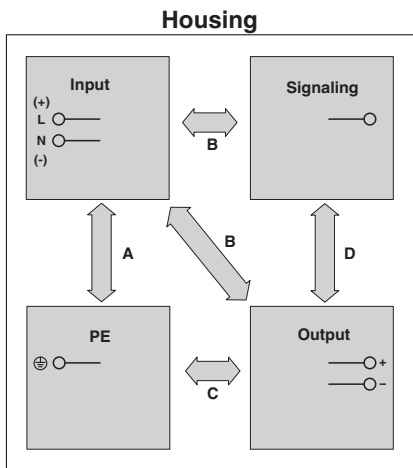 Housing
Input
(+)
L
N
(-)
Signaling
B
A
B
D
PE
Output
+
–
C